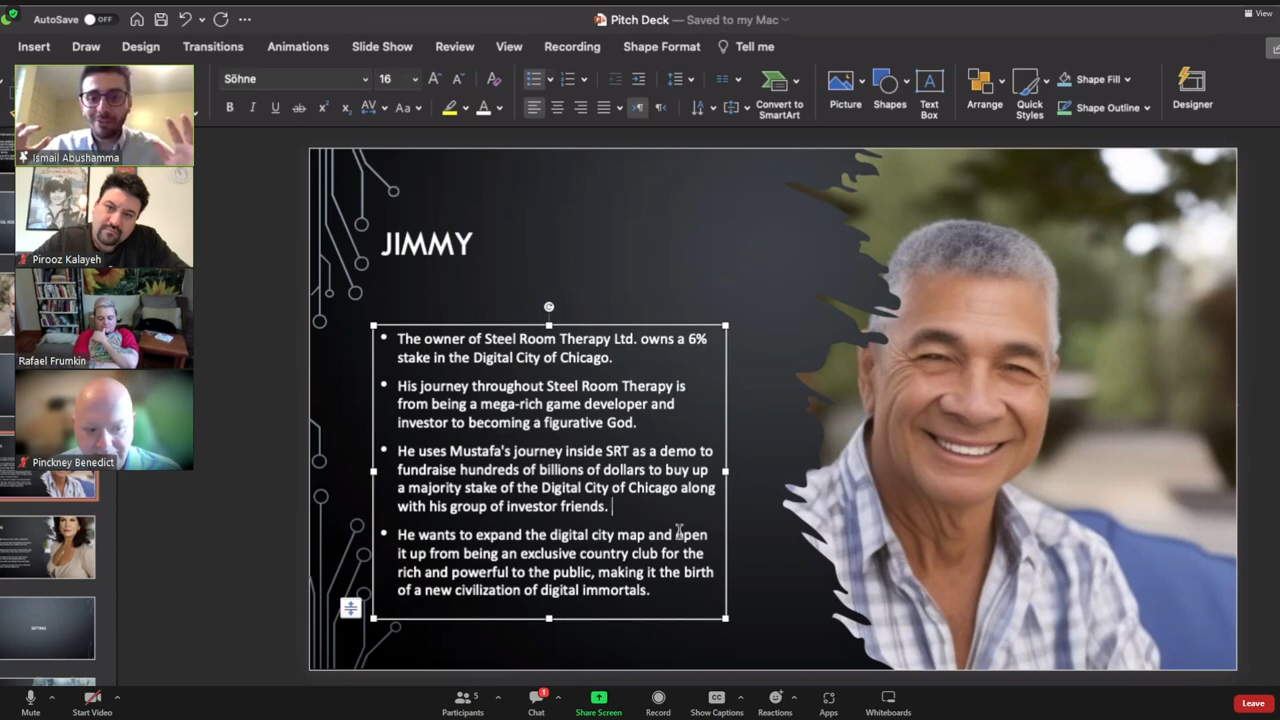 AutoSave
OFF
Pitch Deck — Saved to my Mac
View
Insert
Draw
Design
Transitions
Animations
Slide Show
Review
View
Recording
Shape Format
Tell me
Söhne
16
Convert to
SmartArt
Picture
Shapes
Text
Box
Arrange
Quick
Styles
Shape Fill
Shape Outline
Designer
Ismail Abushamma
Pirooz Kalayeh
Rafael Frumkin
Pinckney Benedict
JIMMY
• The owner of Steel Room Therapy Ltd. owns a 6%
stake in the Digital City of Chicago.
• His journey throughout Steel Room Therapy is
from being a mega-rich game developer and
investor to becoming a figurative God.
• He uses Mustafa's journey inside SRT as a demo to
fundraise hundreds of billions of dollars to buy up
a majority stake of the Digital City of Chicago along
with his group of investor friends.
• He wants to expand the digital city map and open
it up from being an exclusive country club for the
rich and powerful to the public, making it the birth
of a new civilization of digital immortals.
Mute
Start Video
Participants
5
Chat
1
Share Screen
Record
CC
Show Captions
Reactions
Apps
Whiteboards
Leave